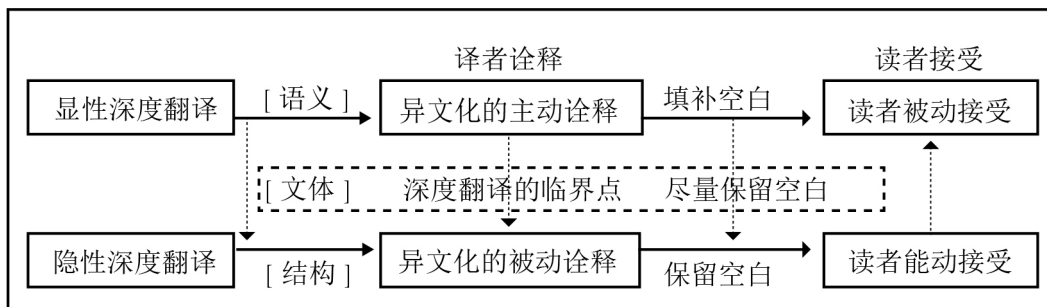 译者诠释 读者接受
显性深度翻译 [语义] 异文化的主动诠释 填补空白 读者被动接受
[文体] 深度翻译的临界点 尽量保留空白
隐性深度翻译 [结构] 异文化的被动诠释 保留空白 读者能动接受